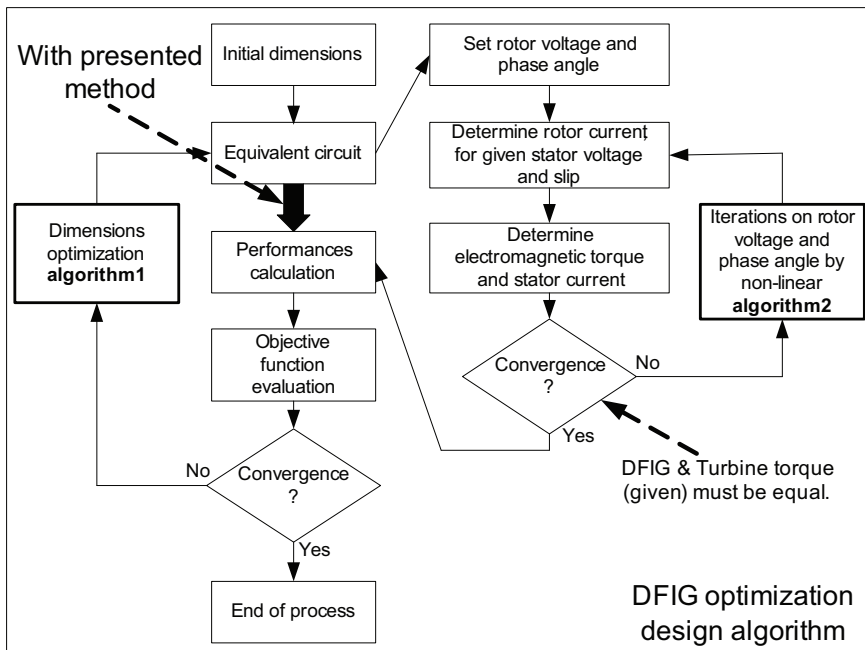 With presented
method
Initial dimensions
Equivalent circuit
Dimensions
optimization
algorithm1
Performances
calculation
Objective
function
evaluation
No
Convergence
?
Yes
End of process
Set rotor voltage and
phase angle
Determine rotor current
for given stator voltage
and slip
Determine
electromagnetic torque
and stator current
Iterations on rotor
voltage and
phase angle by
non-linear
algorithm2
Convergence
?
No
Yes
DFIG & Turbine torque
(given) must be equal.
DFIG optimization
design algorithm